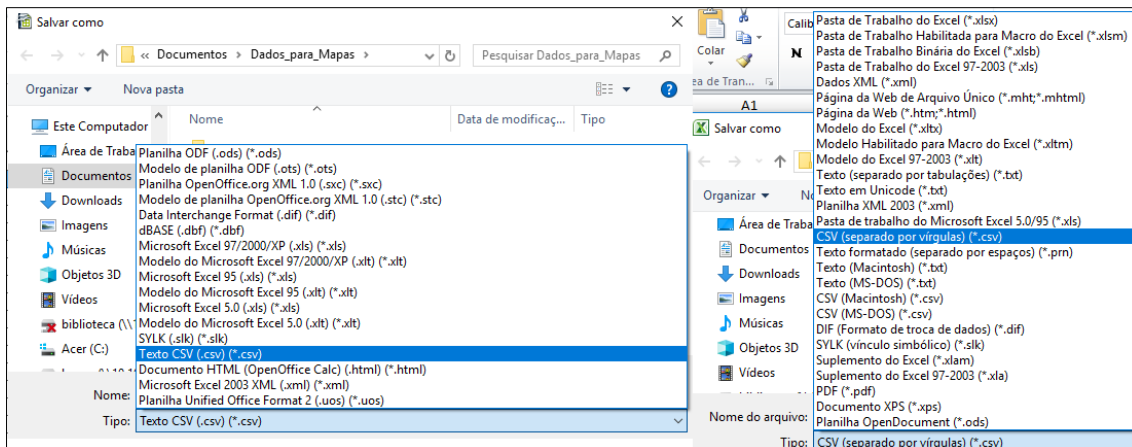 Salvar como
« Documentos > Dados_para_Mapas >
Pesquisar Dados_para_Mapas
Organizar
Nova pasta
Nome
Data de modificaç...
Tipo
Este Computador
Área de Traba
Documentos
Downloads
Imagens
Músicas
Objetos 3D
Vídeos
biblioteca (\\
Acer (C:)
Planilha ODF (.ods) (*.ods)
Modelo de planilha ODF (.ots) (*.ots)
Planilha OpenOffice.org XML 1.0 (.sxc) (*.sxc)
Modelo de planilha OpenOffice.org XML 1.0 (.stc) (*.stc)
Data Interchange Format (.dif) (*.dif)
dBASE (.dbf) (*.dbf)
Microsoft Excel 97/2000/XP (.xls) (*.xls)
Modelo do Microsoft Excel 97/2000/XP (.xlt) (*.xlt)
Microsoft Excel 95 (.xls) (*.xls)
Modelo do Microsoft Excel 95 (.xlt) (*.xlt)
Microsoft Excel 5.0 (.xls) (*.xls)
Modelo do Microsoft Excel 5.0 (.xlt) (*.xlt)
SYLK (.slk) (*.slk)
Texto CSV (.csv) (*.csv)
Documento HTML (OpenOffice Calc) (.html) (*.html)
Microsoft Excel 2003 XML (.xml) (*.xml)
Planilha Unified Office Format 2 (.uos) (*.uos)
Nome:
Tipo: Texto CSV (.csv) (*.csv)
Colar
Calib
N
ea de Tran...
A1
Salvar como
Organizar
No
Área de Traba
Documentos
Downloads
Imagens
Músicas
Objetos 3D
Vídeos
Pasta de Trabalho do Excel (*.xlsx)
Pasta de Trabalho Habilitada para Macro do Excel (*.xlsm)
Pasta de Trabalho Binária do Excel (*.xlsb)
Pasta de Trabalho do Excel 97-2003 (*.xls)
Dados XML (*.xml)
Página da Web de Arquivo Único (*.mht;*.mhtml)
Página da Web (*.htm;*.html)
Modelo do Excel (*.xltx)
Modelo Habilitado para Macro do Excel (*.xltm)
Modelo do Excel 97-2003 (*.xlt)
Texto (separado por tabulações) (*.txt)
Texto em Unicode (*.txt)
Planilha XML 2003 (*.xml)
Pasta de trabalho do Microsoft Excel 5.0/95 (*.xls)
CSV (separado por vírgulas) (*.csv)
Texto formatado (separado por espaços) (*.prn)
Texto (Macintosh) (*.txt)
Texto (MS-DOS) (*.txt)
CSV (Macintosh) (*.csv)
CSV (MS-DOS) (*.csv)
DIF (Formato de troca de dados) (*.dif)
SYLK (vínculo simbólico) (*.slk)
Suplemento do Excel (*.xlam)
Suplemento do Excel 97-2003 (*.xla)
PDF (*.pdf)
Documento XPS (*.xps)
Planilha OpenDocument (*.ods)
Nome do arquivo:
Tipo: CSV (separado por vírgulas) (*.csv)